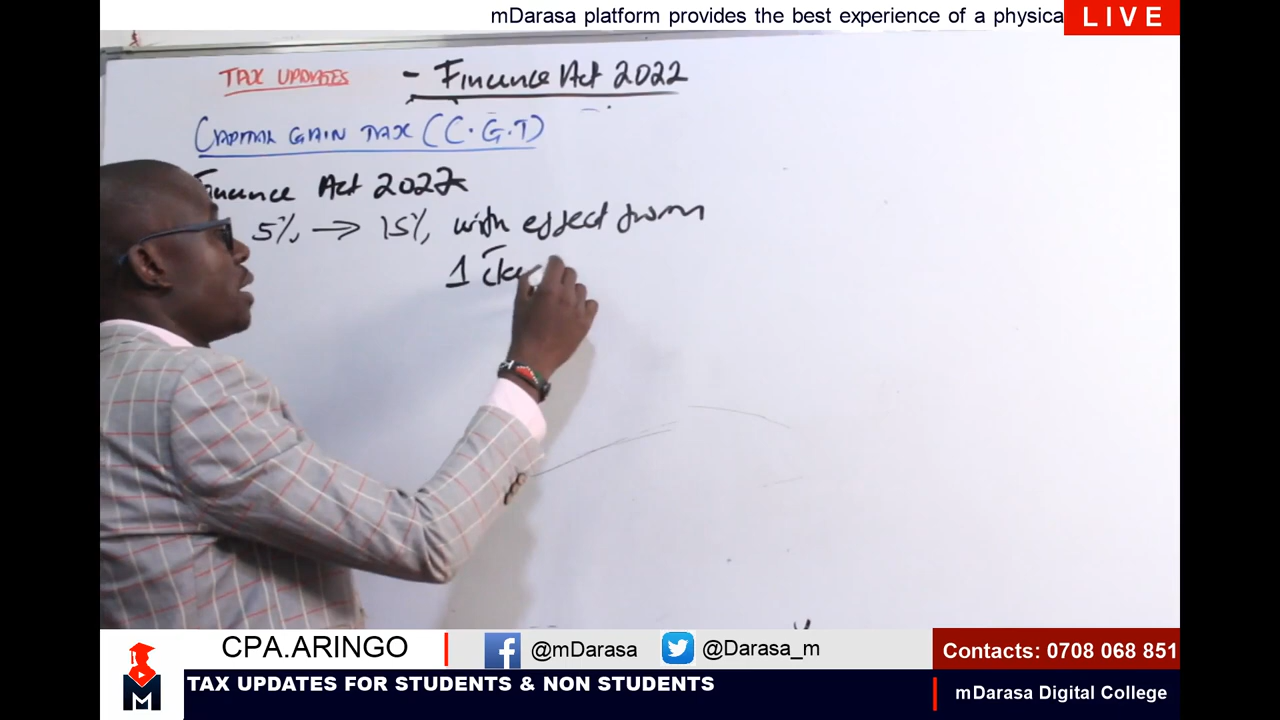 mDarasa platform provides the best experience of a physica
LIVE
TAX UPDATES - Finance Act 2022
CAPITAL GAIN TAX (C.G.T)
Finance Act 2022
5% → 15% with effect from
1
CPA.ARINGO
@mDarasa
@Darasa_m
Contacts: 0708 068 851
M
TAX UPDATES FOR STUDENTS & NON STUDENTS
mDarasa Digital College